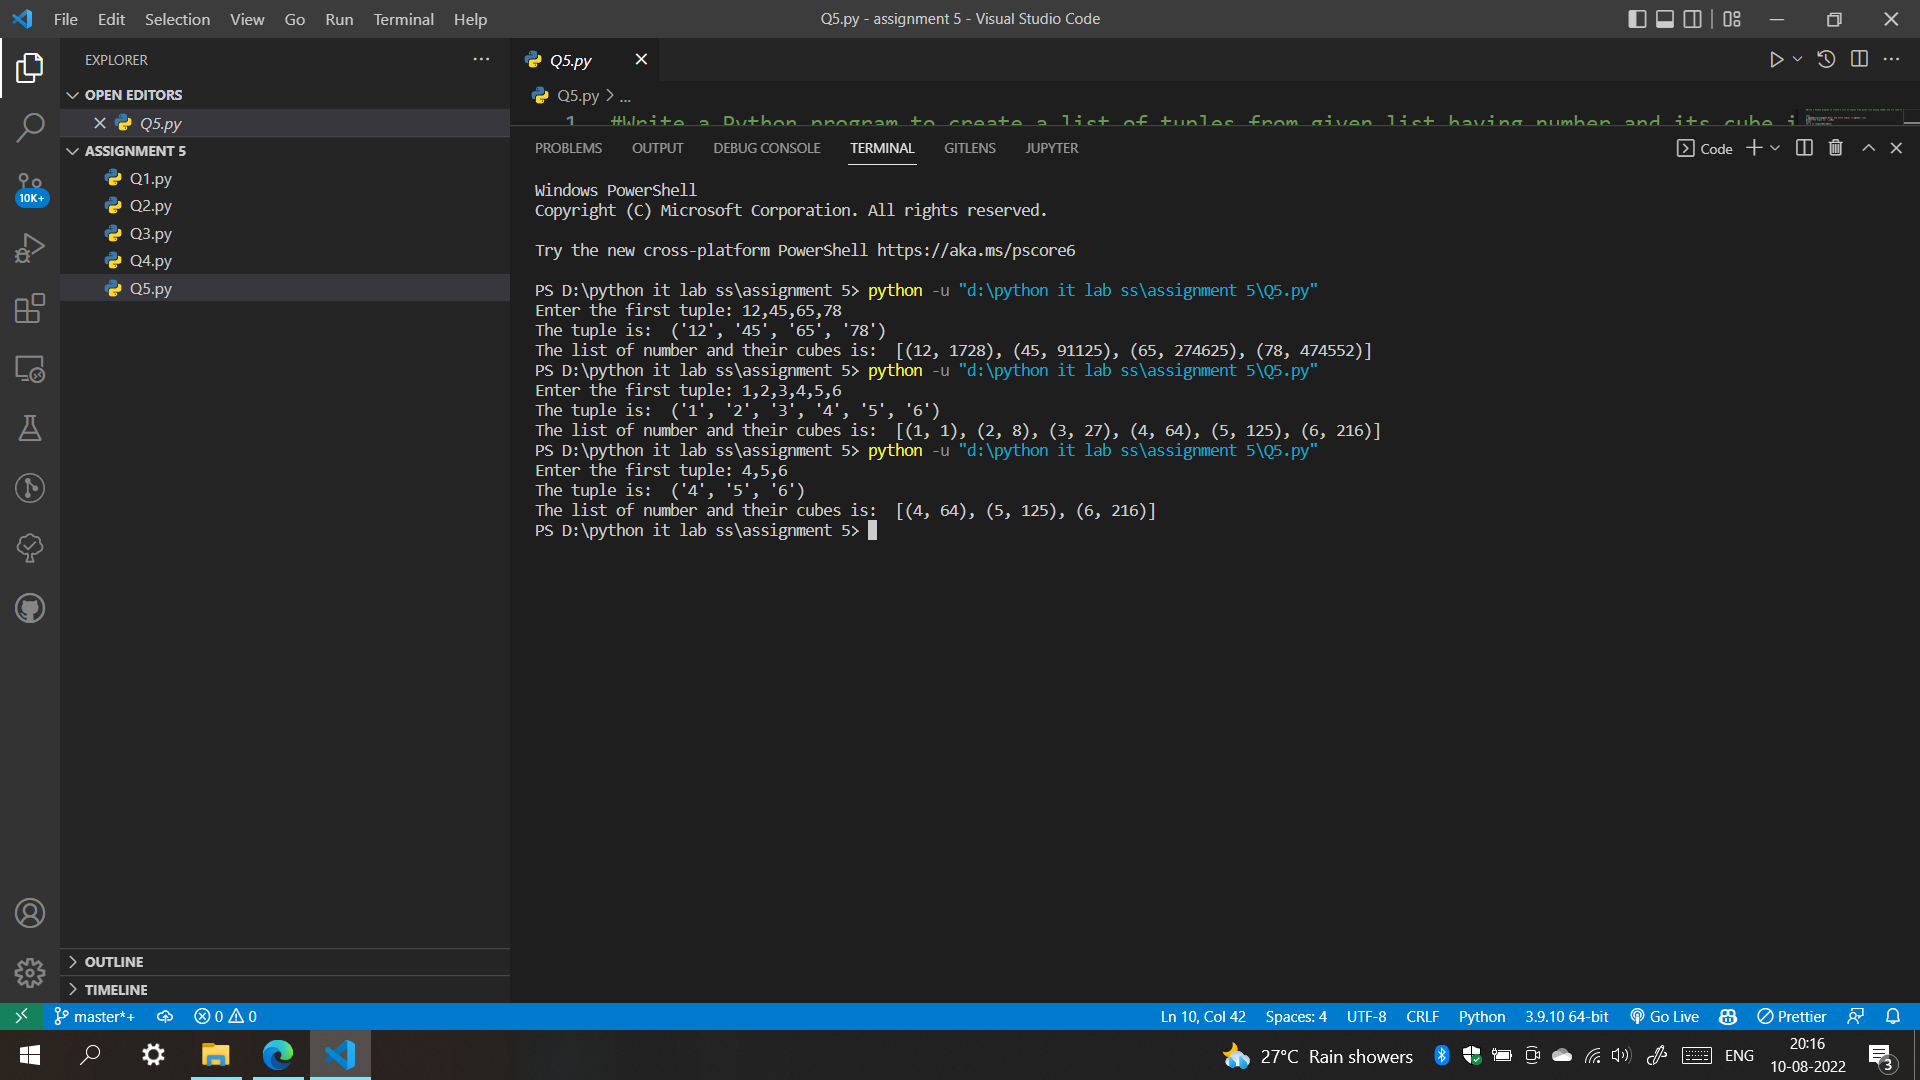 File Edit Selection View Go Run Terminal Help
Q5.py - assignment 5 - Visual Studio Code
EXPLORER
OPEN EDITORS
Q5.py
ASSIGNMENT 5
Q1.py
Q2.py
Q3.py
Q4.py
Q5.py
10K+
OUTLINE
TIMELINE
Q5.py
Q5.py > ...
1 #Write a Python program to create a list of tuples from given list having number and its cube i
PROBLEMS OUTPUT DEBUG CONSOLE TERMINAL GITLENS JUPYTER
Code
Windows PowerShell
Copyright (C) Microsoft Corporation. All rights reserved.
Try the new cross-platform PowerShell https://aka.ms/pscore6
PS D:\python it lab ss\assignment 5> python -u "d:\python it lab ss\assignment 5\Q5.py"
Enter the first tuple: 12,45,65,78
The tuple is:  ('12', '45', '65', '78')
The list of number and their cubes is:  [(12, 1728), (45, 91125), (65, 274625), (78, 474552)]
PS D:\python it lab ss\assignment 5> python -u "d:\python it lab ss\assignment 5\Q5.py"
Enter the first tuple: 1,2,3,4,5,6
The tuple is:  ('1', '2', '3', '4', '5', '6')
The list of number and their cubes is:  [(1, 1), (2, 8), (3, 27), (4, 64), (5, 125), (6, 216)]
PS D:\python it lab ss\assignment 5> python -u "d:\python it lab ss\assignment 5\Q5.py"
Enter the first tuple: 4,5,6
The tuple is:  ('4', '5', '6')
The list of number and their cubes is:  [(4, 64), (5, 125), (6, 216)]
PS D:\python it lab ss\assignment 5>
master*+ 0 0
Ln 10, Col 42 Spaces: 4 UTF-8 CRLF Python 3.9.10 64-bit Go Live Prettier
27°C Rain showers
ENG
20:16
10-08-2022
3